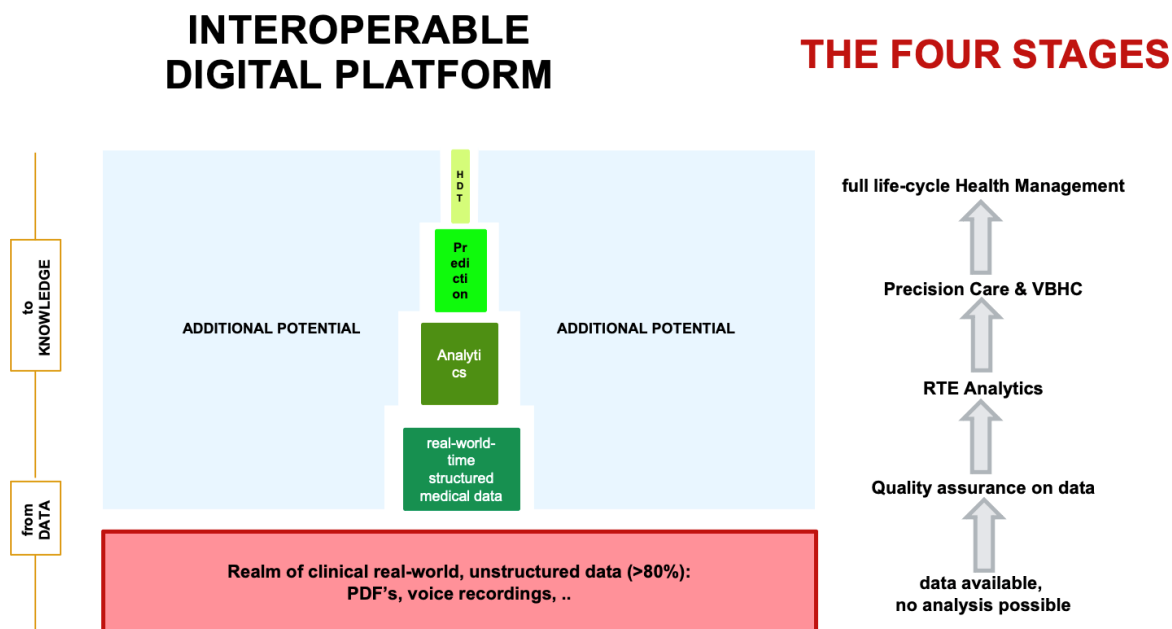 INTEROPERABLE
DIGITAL PLATFORM
THE FOUR STAGES
to
KNOWLEDGE
from
DATA
H
D
T
Pr
edi
cti
on
ADDITIONAL POTENTIAL
ADDITIONAL POTENTIAL
Analyti
cs
real-world-
time
structured
medical data
Realm of clinical real-world, unstructured data (>80%):
PDF's, voice recordings, ..
full life-cycle Health Management
Precision Care & VBHC
RTE Analytics
Quality assurance on data
data available,
no analysis possible